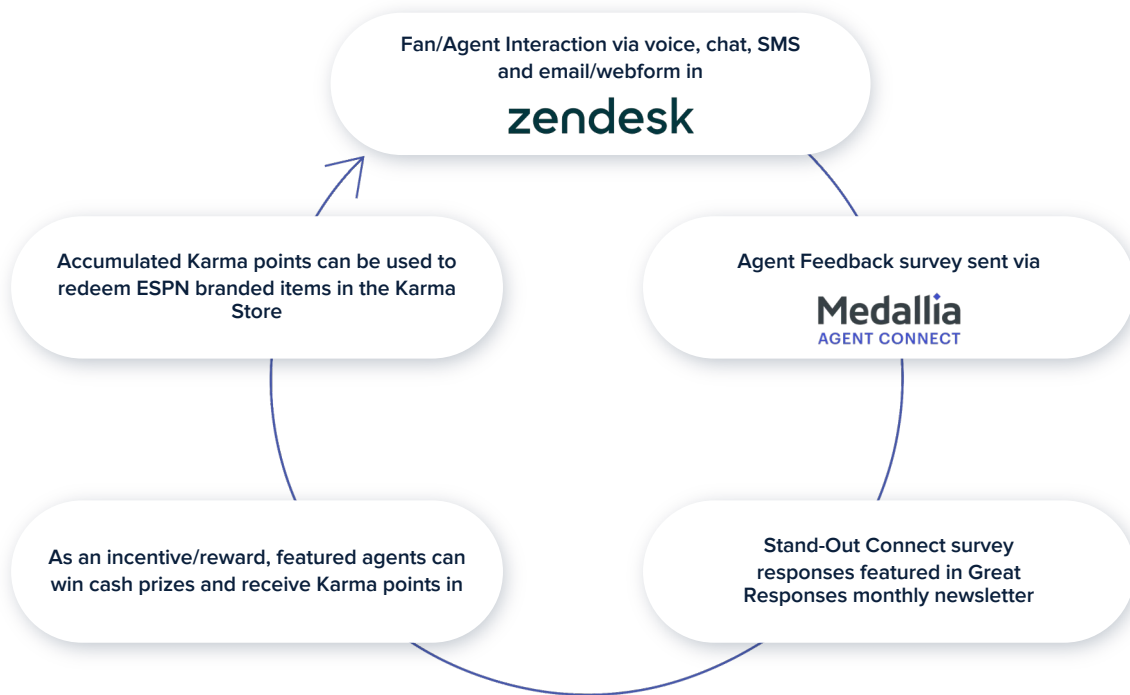 Fan/Agent Interaction via voice, chat, SMS
and email/webform in
zendesk
Agent Feedback survey sent via
Medallia
AGENT CONNECT
Stand-Out Connect survey
responses featured in Great
Responses monthly newsletter
As an incentive/reward, featured agents can
win cash prizes and receive Karma points in
Accumulated Karma points can be used to
redeem ESPN branded items in the Karma
Store